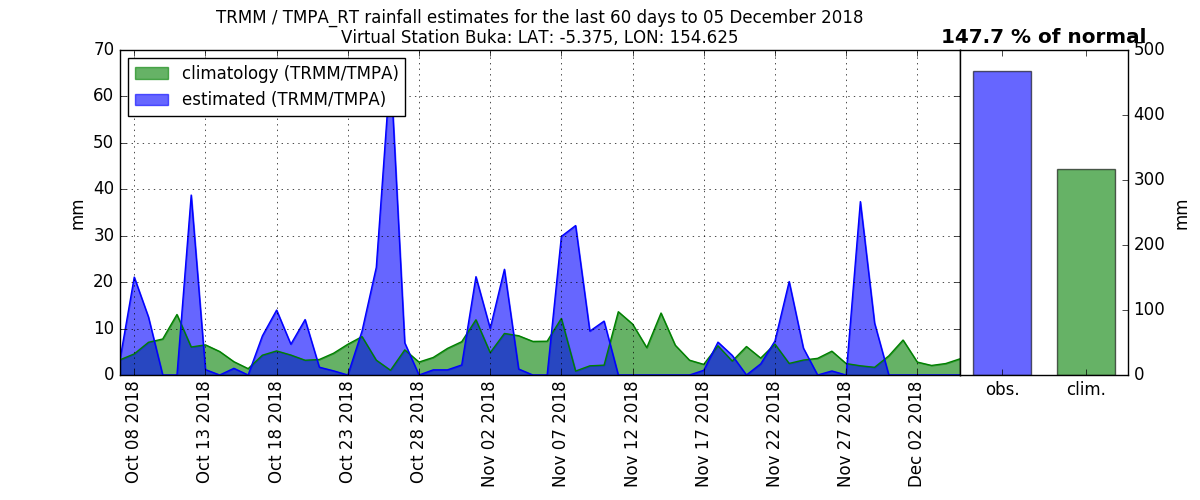 TRMM / TMPA_RT rainfall estimates for the last 60 days to 05 December 2018
Virtual Station Buka: LAT: -5.375, LON: 154.625
147.7 % of normal
climatology (TRMM/TMPA)
estimated (TRMM/TMPA)
mm
70
60
50
40
30
20
10
0
Oct 08 2018
Oct 13 2018
Oct 18 2018
Oct 23 2018
Oct 28 2018
Nov 02 2018
Nov 07 2018
Nov 12 2018
Nov 17 2018
Nov 22 2018
Nov 27 2018
Dec 02 2018
obs.
clim.
500
400
300
200
100
0
mm